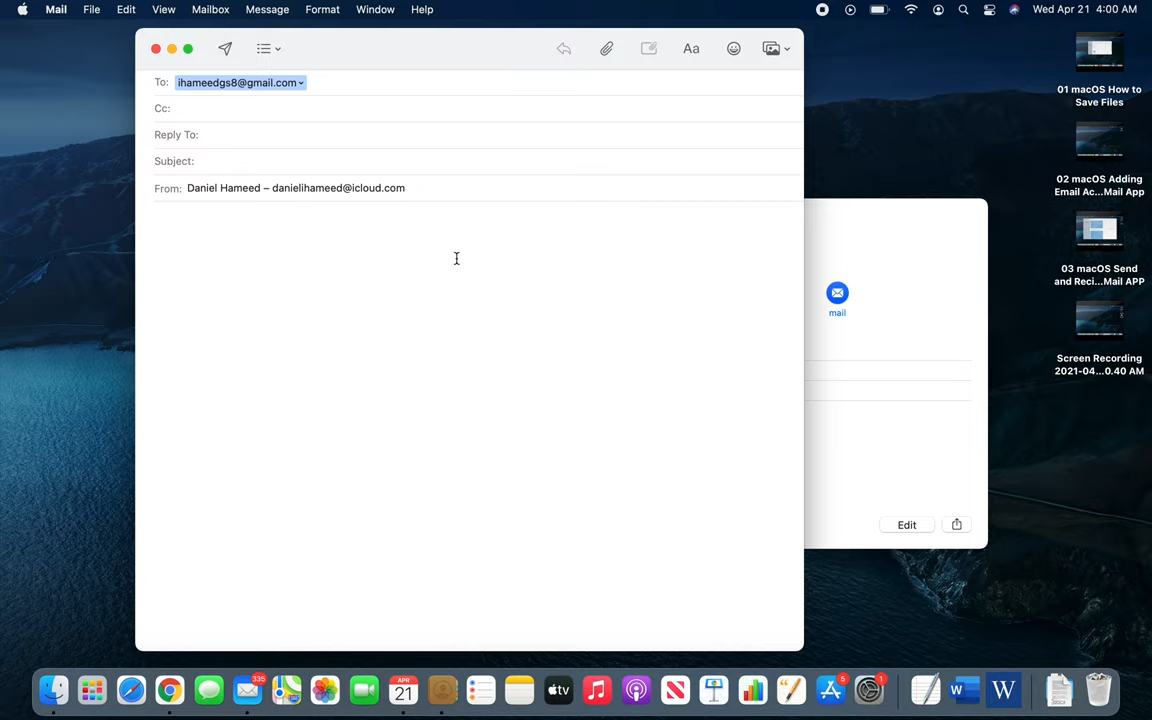 Mail File Edit View Mailbox Message Format Window Help Wed Apr 21 4:00 AM
Aa
To: ihameedgs8@gmail.com
Cc:
Reply To:
Subject:
From: Daniel Hameed – danielihameed@icloud.com
mail
Edit
01 macOS How to
Save Files
02 macOS Adding
Email Ac...Mail App
03 macOS Send
and Reci...Mail APP
Screen Recording
2021-04...0.40 AM
335
APR
21
tv
5
1
W
W